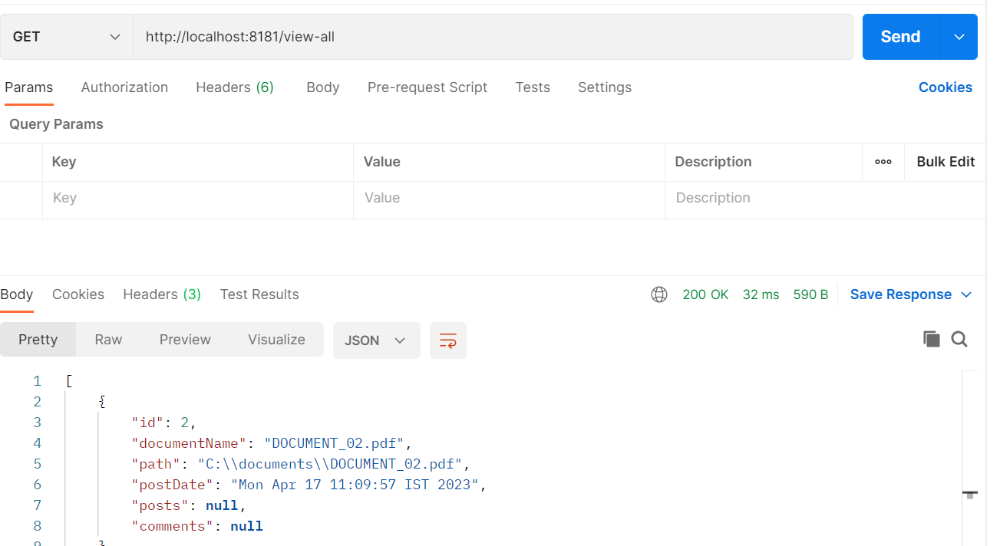 GET http://localhost:8181/view-all Send
Params Authorization Headers (6) Body Pre-request Script Tests Settings Cookies
Query Params
Key Value Description ooo Bulk Edit
Key Value Description
Body Cookies Headers (3) Test Results 200 OK 32 ms 590 B Save Response
Pretty Raw Preview Visualize JSON
1 [
2 {
3 "id": 2,
4 "documentName": "DOCUMENT_02.pdf",
5 "path": "C:\\documents\\DOCUMENT_02.pdf",
6 "postDate": "Mon Apr 17 11:09:57 IST 2023",
7 "posts": null,
8 "comments": null
9 }